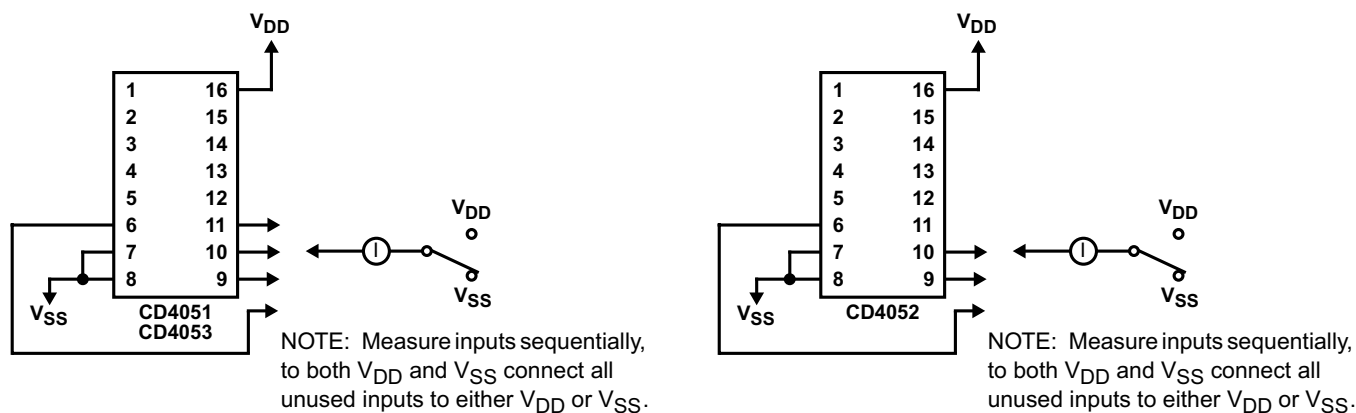 VDD
1 16
2 15
3 14
4 13
5 12
6 11
7 10
8 9
VSS
CD4051
CD4053
VDD
I
VSS
NOTE: Measure inputs sequentially,
to both VDD and VSS connect all
unused inputs to either VDD or VSS.
VDD
1 16
2 15
3 14
4 13
5 12
6 11
7 10
8 9
VSS
CD4052
VDD
I
VSS
NOTE: Measure inputs sequentially,
to both VDD and VSS connect all
unused inputs to either VDD or VSS.